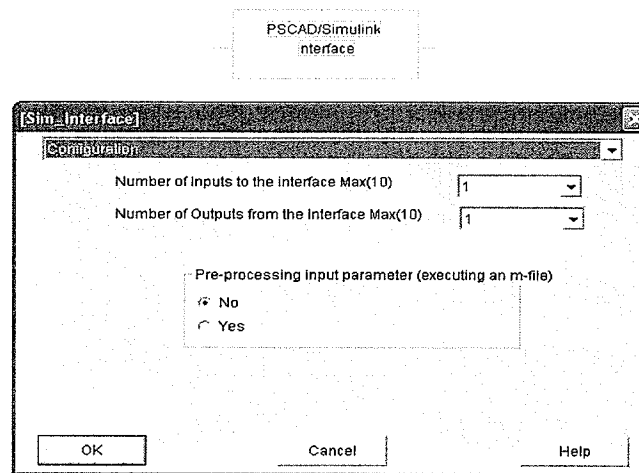 PSCAD/Simulink
nterface
[Sim_Interface]
Configuration
Number of Inputs to the interface Max(10) 1
Number of Outputs from the Interface Max(10) 1
Pre-processing input parameter (executing an m-file)
No
Yes
OK Cancel Help